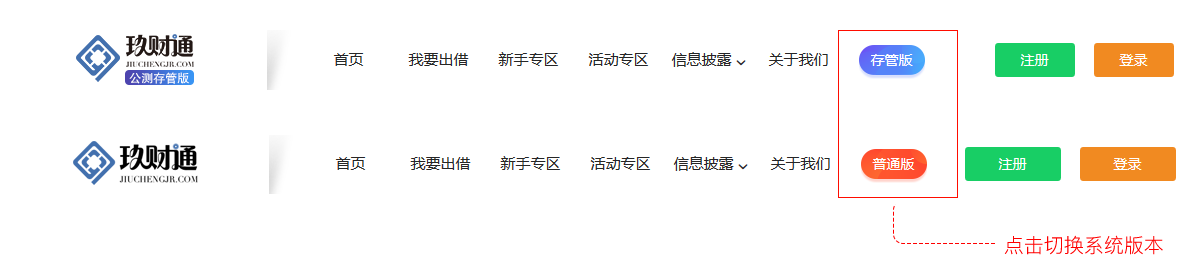 玖财通
JIUCHENGJR.COM
公测存管版
首页 我要出借 新手专区 活动专区 信息披露 关于我们 存管版 注册 登录
玖财通
JIUCHENGJR.COM
首页 我要出借 新手专区 活动专区 信息披露 关于我们 普通版 注册 登录
点击切换系统版本